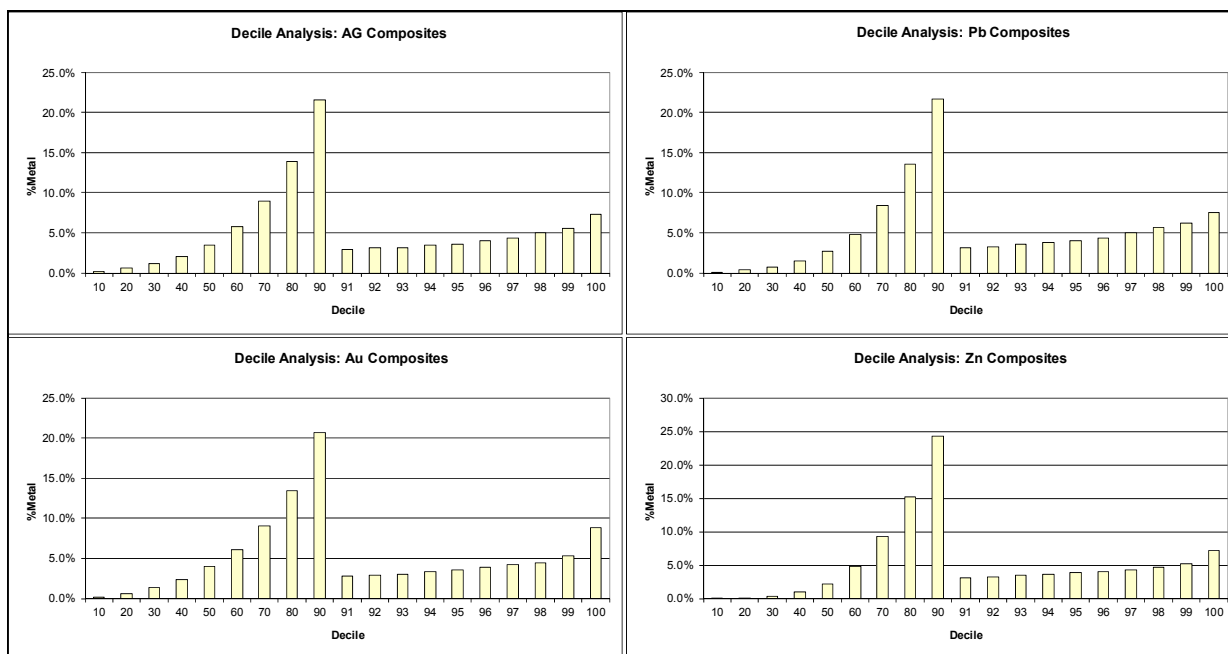 Decile Analysis: AG Composites
25.0%
20.0%
15.0%
10.0%
5.0%
0.0%
%Metal
10 20 30 40 50 60 70 80 90 91 92 93 94 95 96 97 98 99 100
Decile
Decile Analysis: Pb Composites
25.0%
20.0%
15.0%
10.0%
5.0%
0.0%
%Metal
10 20 30 40 50 60 70 80 90 91 92 93 94 95 96 97 98 99 100
Decile
Decile Analysis: Au Composites
25.0%
20.0%
15.0%
10.0%
5.0%
0.0%
%Metal
10 20 30 40 50 60 70 80 90 91 92 93 94 95 96 97 98 99 100
Decile
Decile Analysis: Zn Composites
30.0%
25.0%
20.0%
15.0%
10.0%
5.0%
0.0%
%Metal
10 20 30 40 50 60 70 80 90 91 92 93 94 95 96 97 98 99 100
Decile